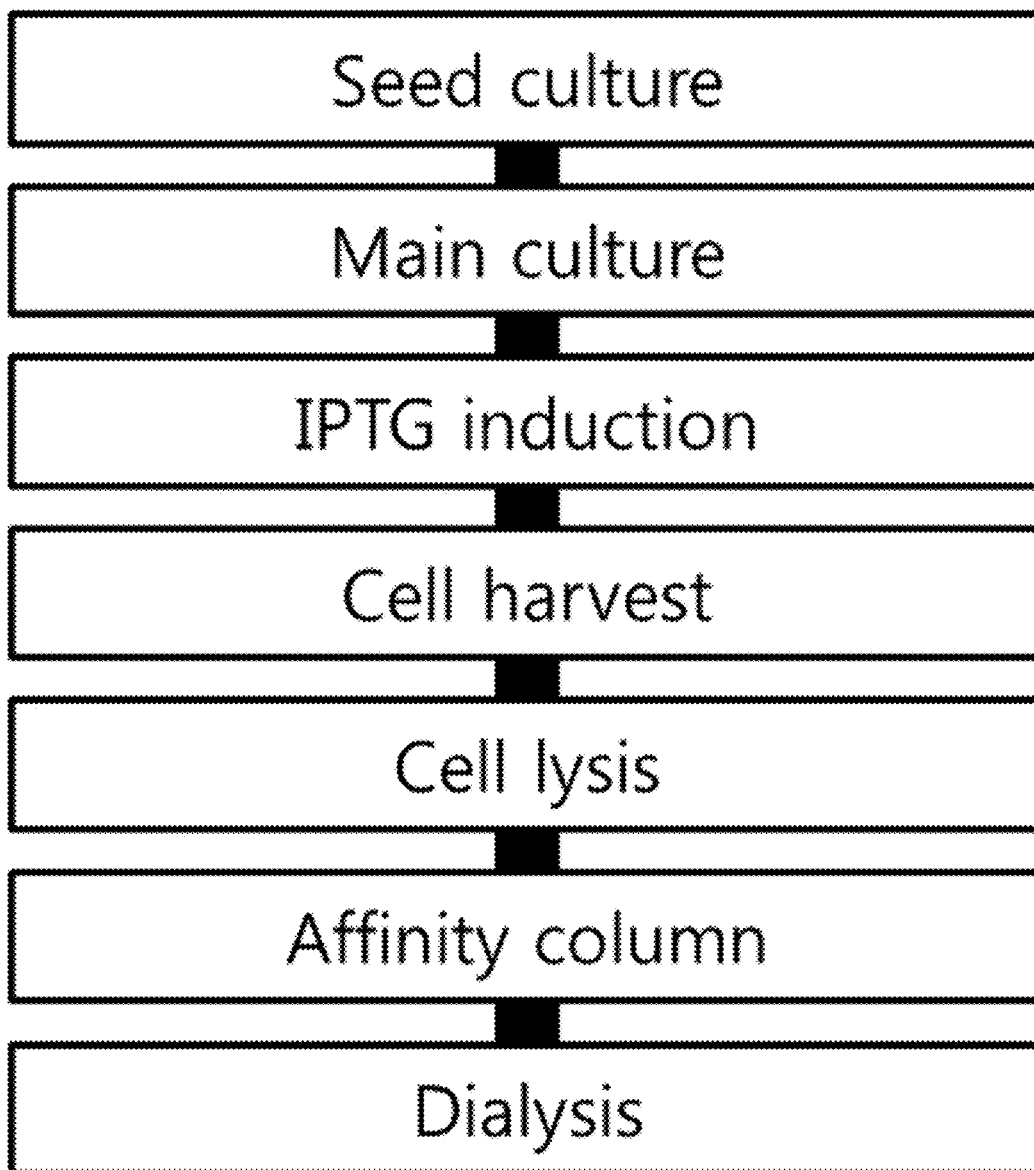 Seed culture
Main culture
IPTG induction
Cell harvest
Cell lysis
Affinity column
Dialysis